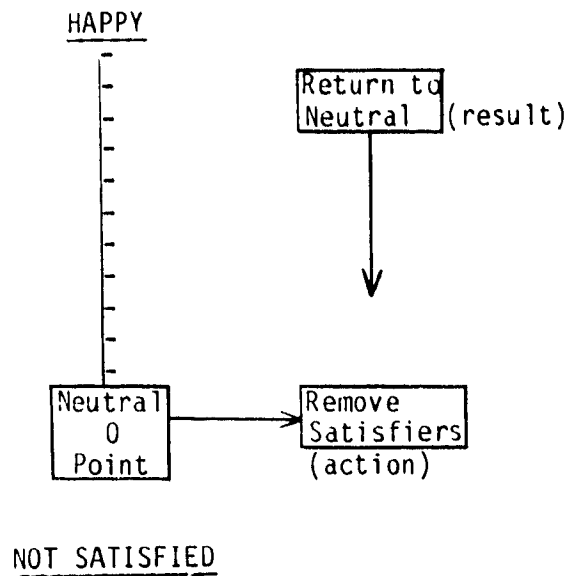 HAPPY
Return to
Neutral (result)
Neutral
0
Point
Remove
Satisfiers
(action)
NOT SATISFIED